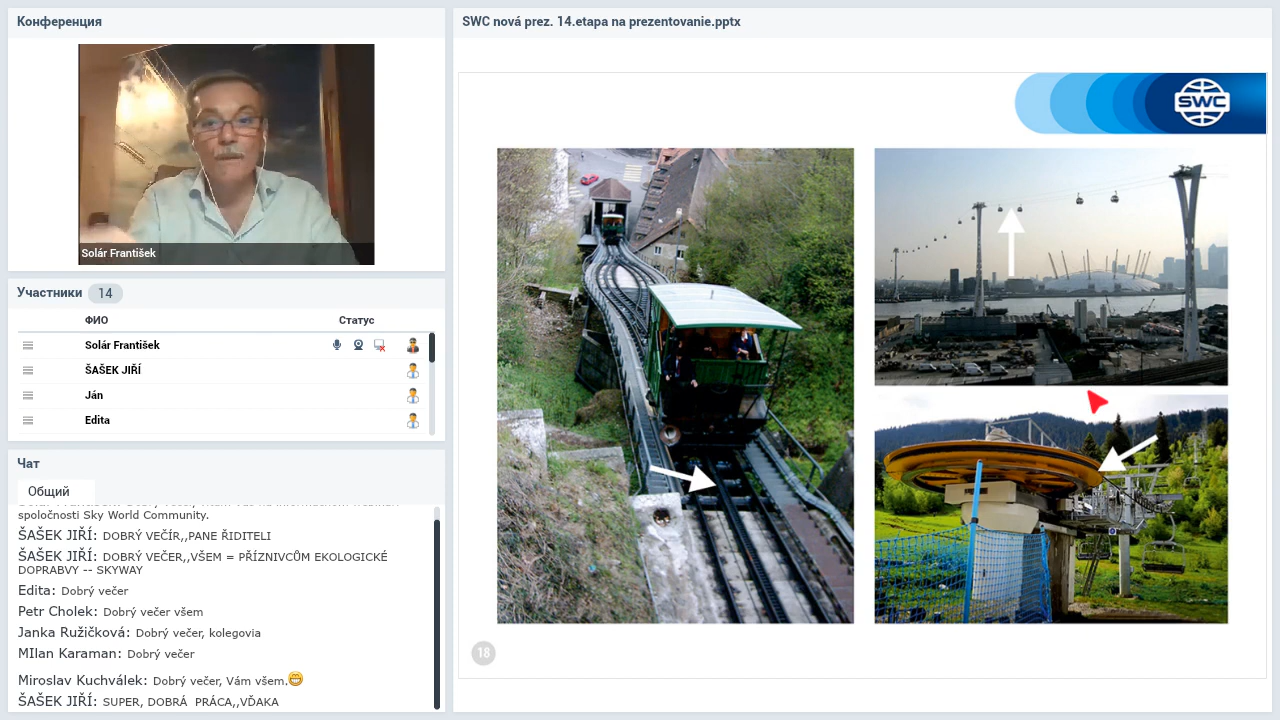 Конференция
Solár František
Участники 14
ФИО Статус
Solár František
ŠAŠEK JIŘÍ
Ján
Edita
Чат
Общий
spoločnosti Sky World Community.
ŠAŠEK JIŘÍ: DOBRÝ VEČÍR,,PANE ŘIDITELI
ŠAŠEK JIŘÍ: DOBRÝ VEČER,,VŠEM = PŘÍZNIVCŮM EKOLOGICKÉ
DOPRABVY -- SKYWAY
Edita: Dobrý večer
Petr Cholek: Dobrý večer všem
Janka Ružičková: Dobrý večer, kolegovia
MIlan Karaman: Dobrý večer
Miroslav Kuchválek: Dobrý večer, Vám všem.
ŠAŠEK JIŘÍ: SUPER, DOBRÁ PRÁCA,,VĎAKA
SWC nová prez. 14.etapa na prezentovanie.pptx
SWC
18